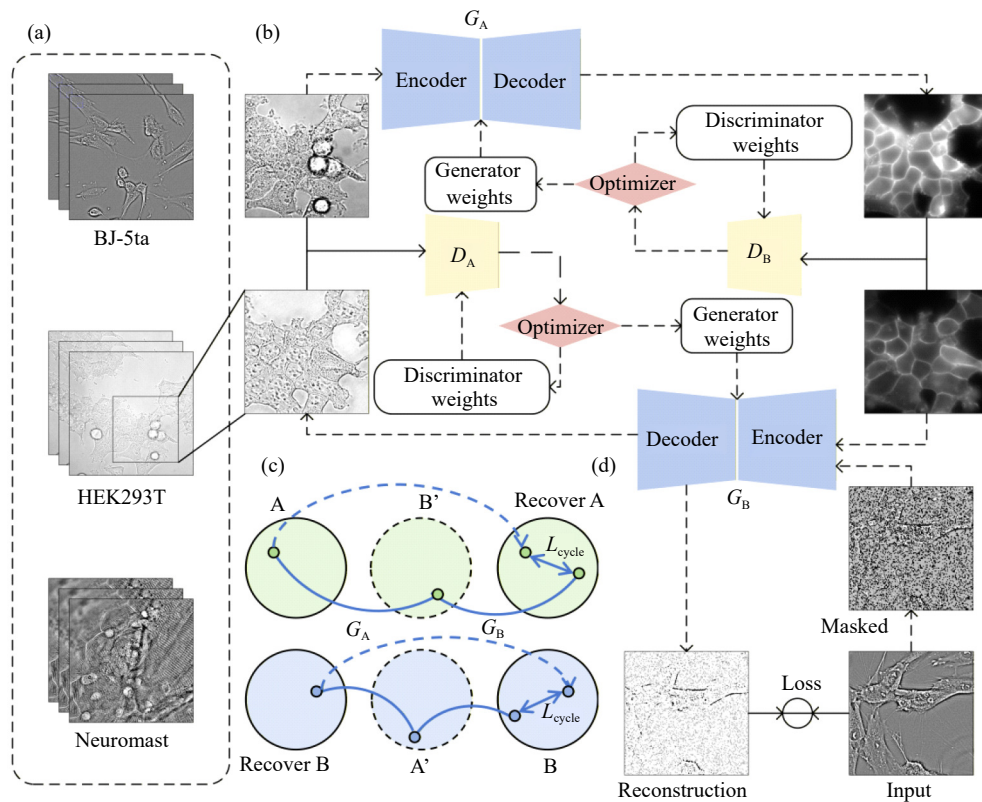 (a)
BJ-5ta
HEK293T
Neuromast
(b)
G_A
Encoder
Decoder
Generator
weights
Optimizer
Discriminator
weights
D_A
D_B
Optimizer
Generator
weights
Discriminator
weights
Decoder
Encoder
G_B
(c)
A
B’
Recover A
L_cycle
G_A
G_B
L_cycle
Recover B
A’
B
(d)
Masked
Loss
Reconstruction
Input